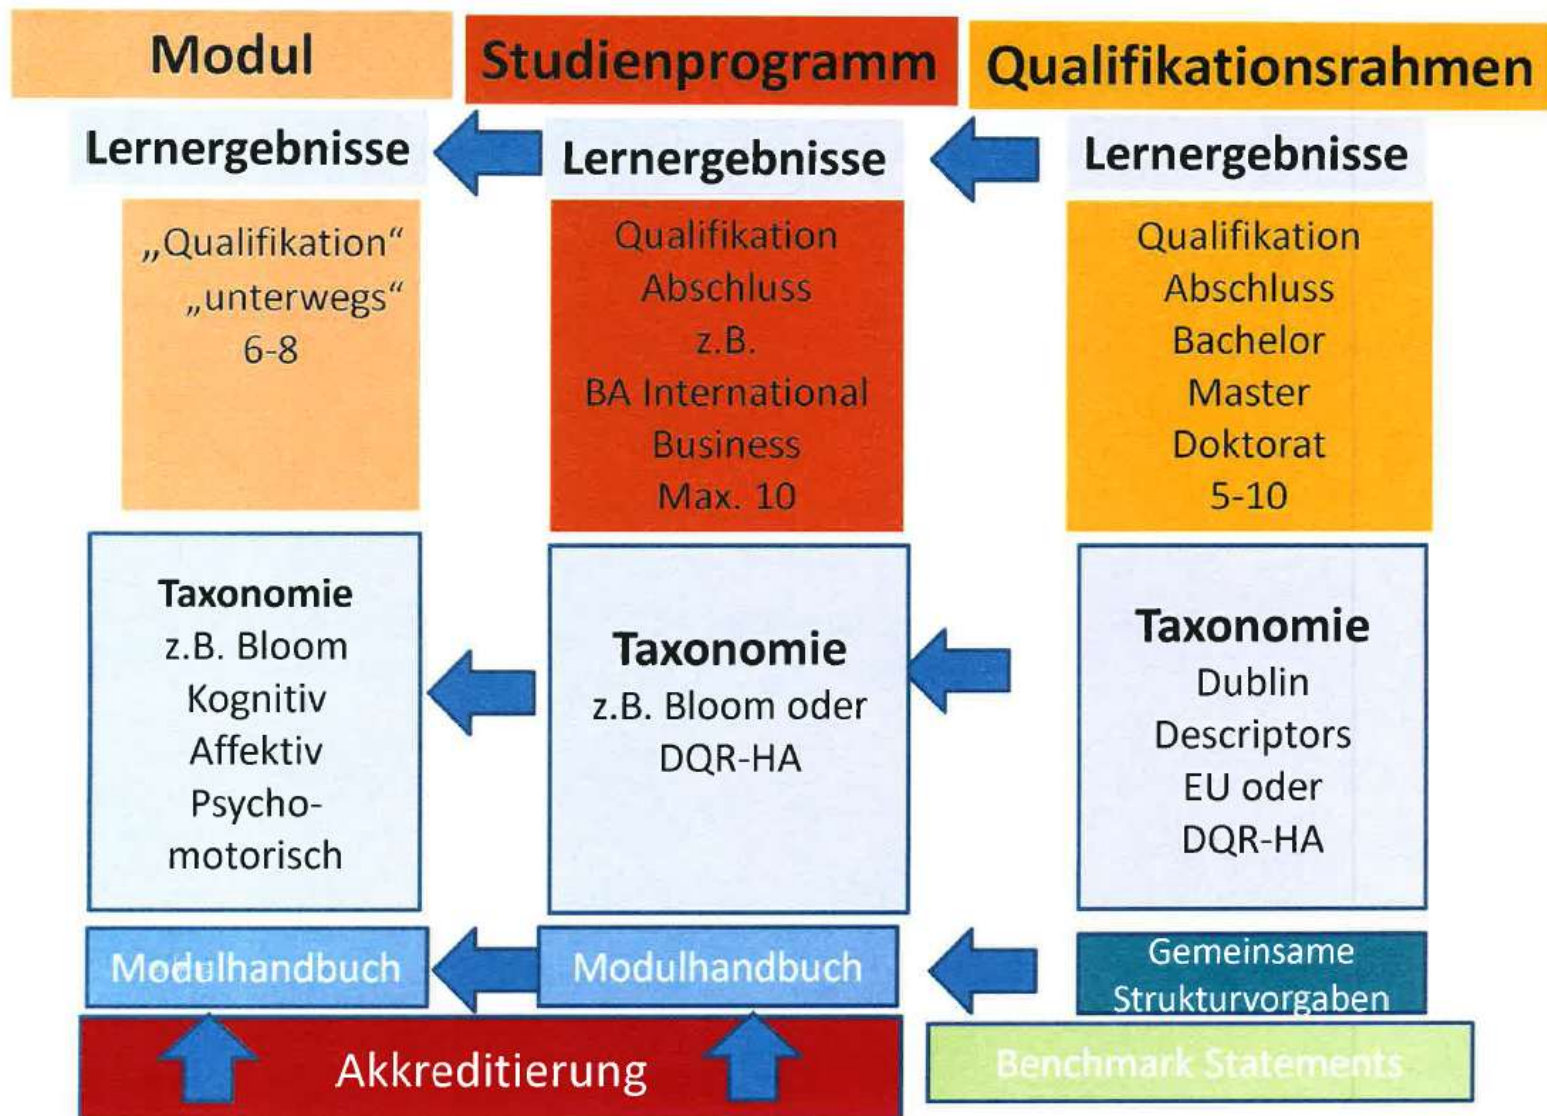 Modul
Studienprogramm
Qualifikationsrahmen
Lernergebnisse
Lernergebnisse
Lernergebnisse
„Qualifikation“
„unterwegs“
6-8
Qualifikation
Abschluss
z.B.
BA International
Business
Max. 10
Qualifikation
Abschluss
Bachelor
Master
Doktorat
5-10
Taxonomie
z.B. Bloom
Kognitiv
Affektiv
Psycho-
motorisch
Taxonomie
z.B. Bloom oder
DQR-HA
Taxonomie
Dublin
Descriptors
EU oder
DQR-HA
Modulhandbuch
Modulhandbuch
Gemeinsame
Strukturvorgaben
Akkreditierung
Benchmark Statements